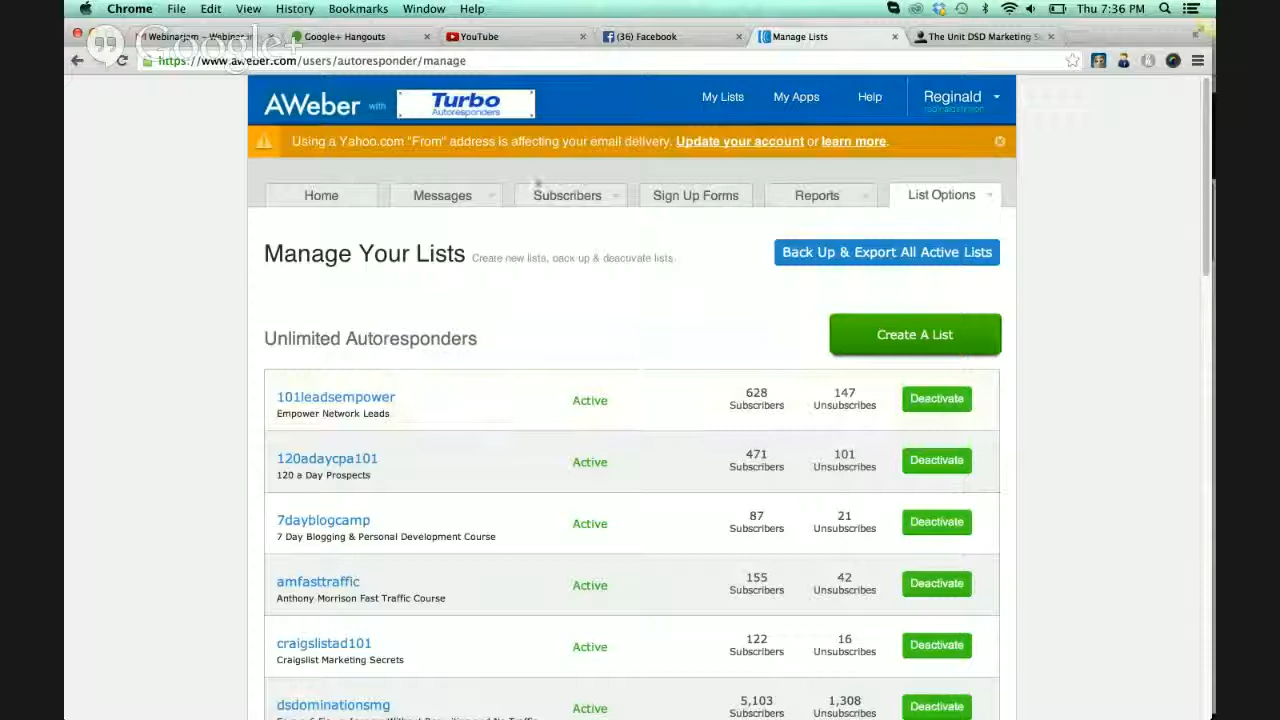 Chrome File Edit View History Bookmarks Window Help Thu 7:36 PM
Google+
Google+ Hangouts YouTube (36) Facebook Manage Lists The Unit DSD Marketing
https://www.aweber.com/users/autoresponder/manage
AWeber with Turbo Autoresponders My Lists My Apps Help Reginald
Using a Yahoo.com "From" address is affecting your email delivery. Update your account or learn more.
Home Messages Subscribers Sign Up Forms Reports List Options
Manage Your Lists Create new lists, back up & deactivate lists. Back Up & Export All Active Lists
Unlimited Autoresponders Create A List
101leadsempower Active 628 147 Deactivate
Empower Network Leads Subscribers Unsubscribes
120adaycpa101 Active 471 101 Deactivate
120 a Day Prospects Subscribers Unsubscribes
7dayblogcamp Active 87 21 Deactivate
7 Day Blogging & Personal Development Course Subscribers Unsubscribes
amfasttraffic Active 155 42 Deactivate
Anthony Morrison Fast Traffic Course Subscribers Unsubscribes
craigslistad101 Active 122 16 Deactivate
Craigslist Marketing Secrets Subscribers Unsubscribes
dsdominationsmg Active 5,103 1,308 Deactivate
Subscribers Unsubscribes